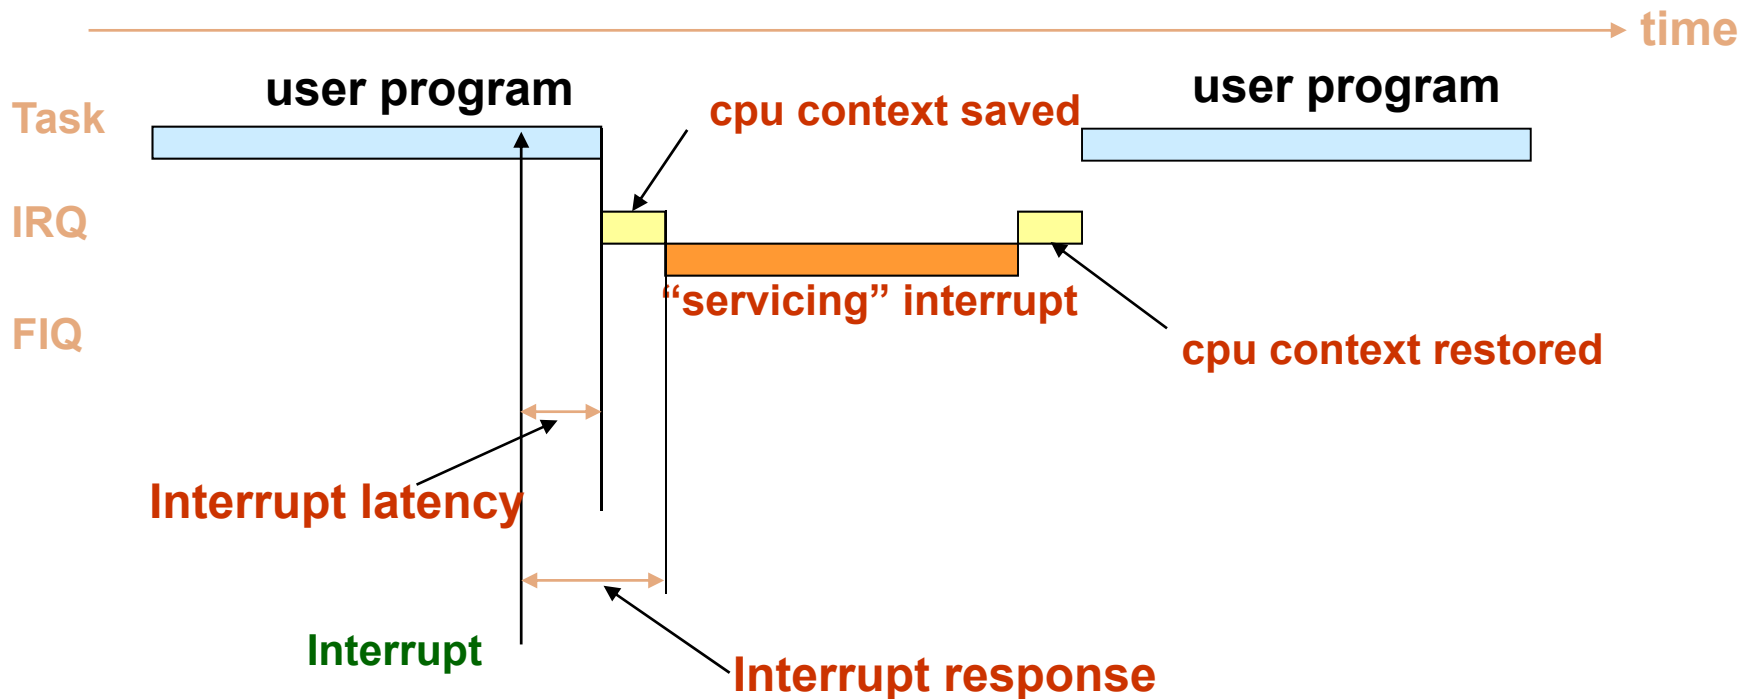 time
user program
user program
Task
cpu context saved
IRQ
“servicing” interrupt
FIQ
cpu context restored
Interrupt latency
Interrupt
Interrupt response